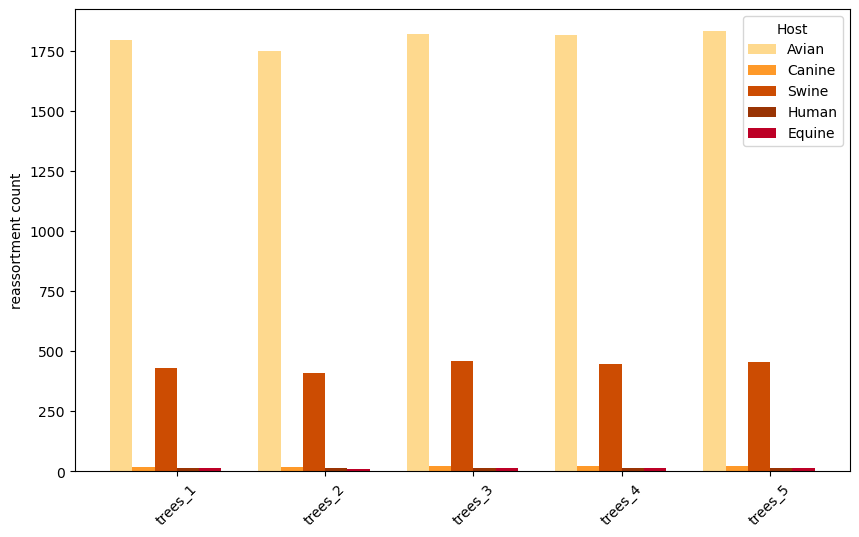 Host
Avian
Canine
Swine
Human
Equine
reassortment count
1750
1500
1250
1000
750
500
250
0
trees_1
trees_2
trees_3
trees_4
trees_5